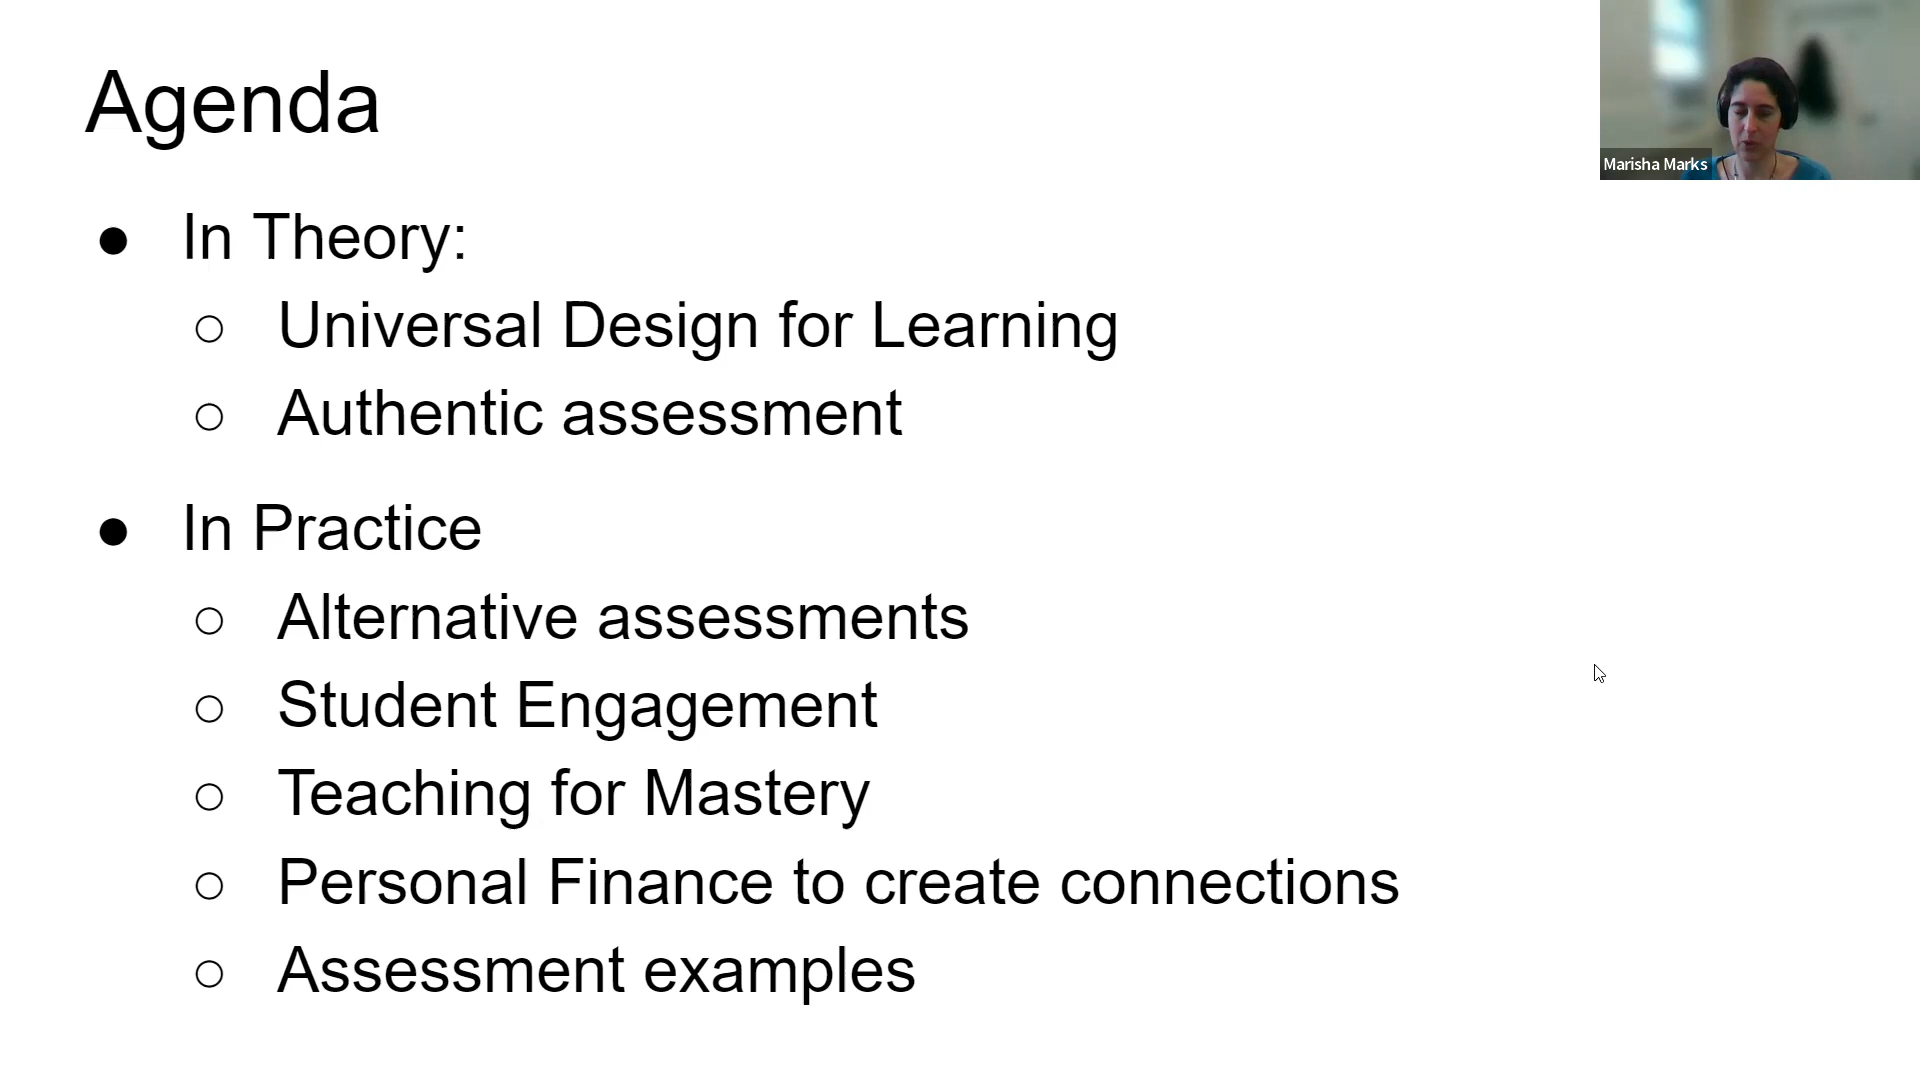 Agenda
Marisha Marks
● In Theory:
○ Universal Design for Learning
○ Authentic assessment
● In Practice
○ Alternative assessments
○ Student Engagement
○ Teaching for Mastery
○ Personal Finance to create connections
○ Assessment examples